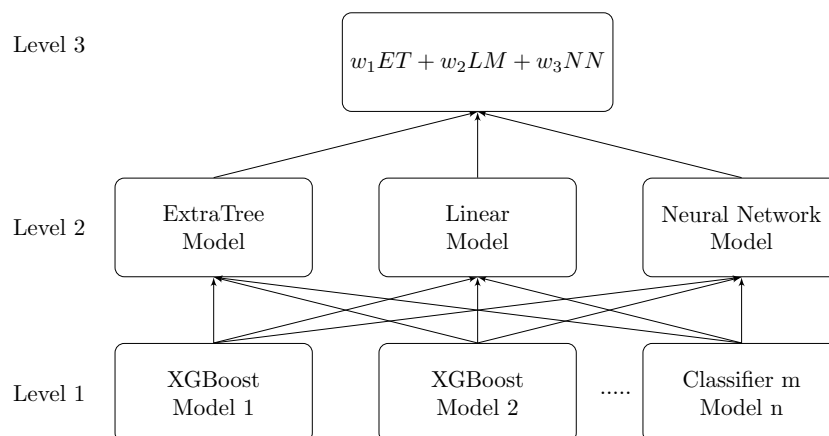 Level 3
w₁ET + w₂LM + w₃NN
Level 2
ExtraTree
Model
Linear
Model
Neural Network
Model
Level 1
XGBoost
Model 1
XGBoost
Model 2
.....
Classifier m
Model n